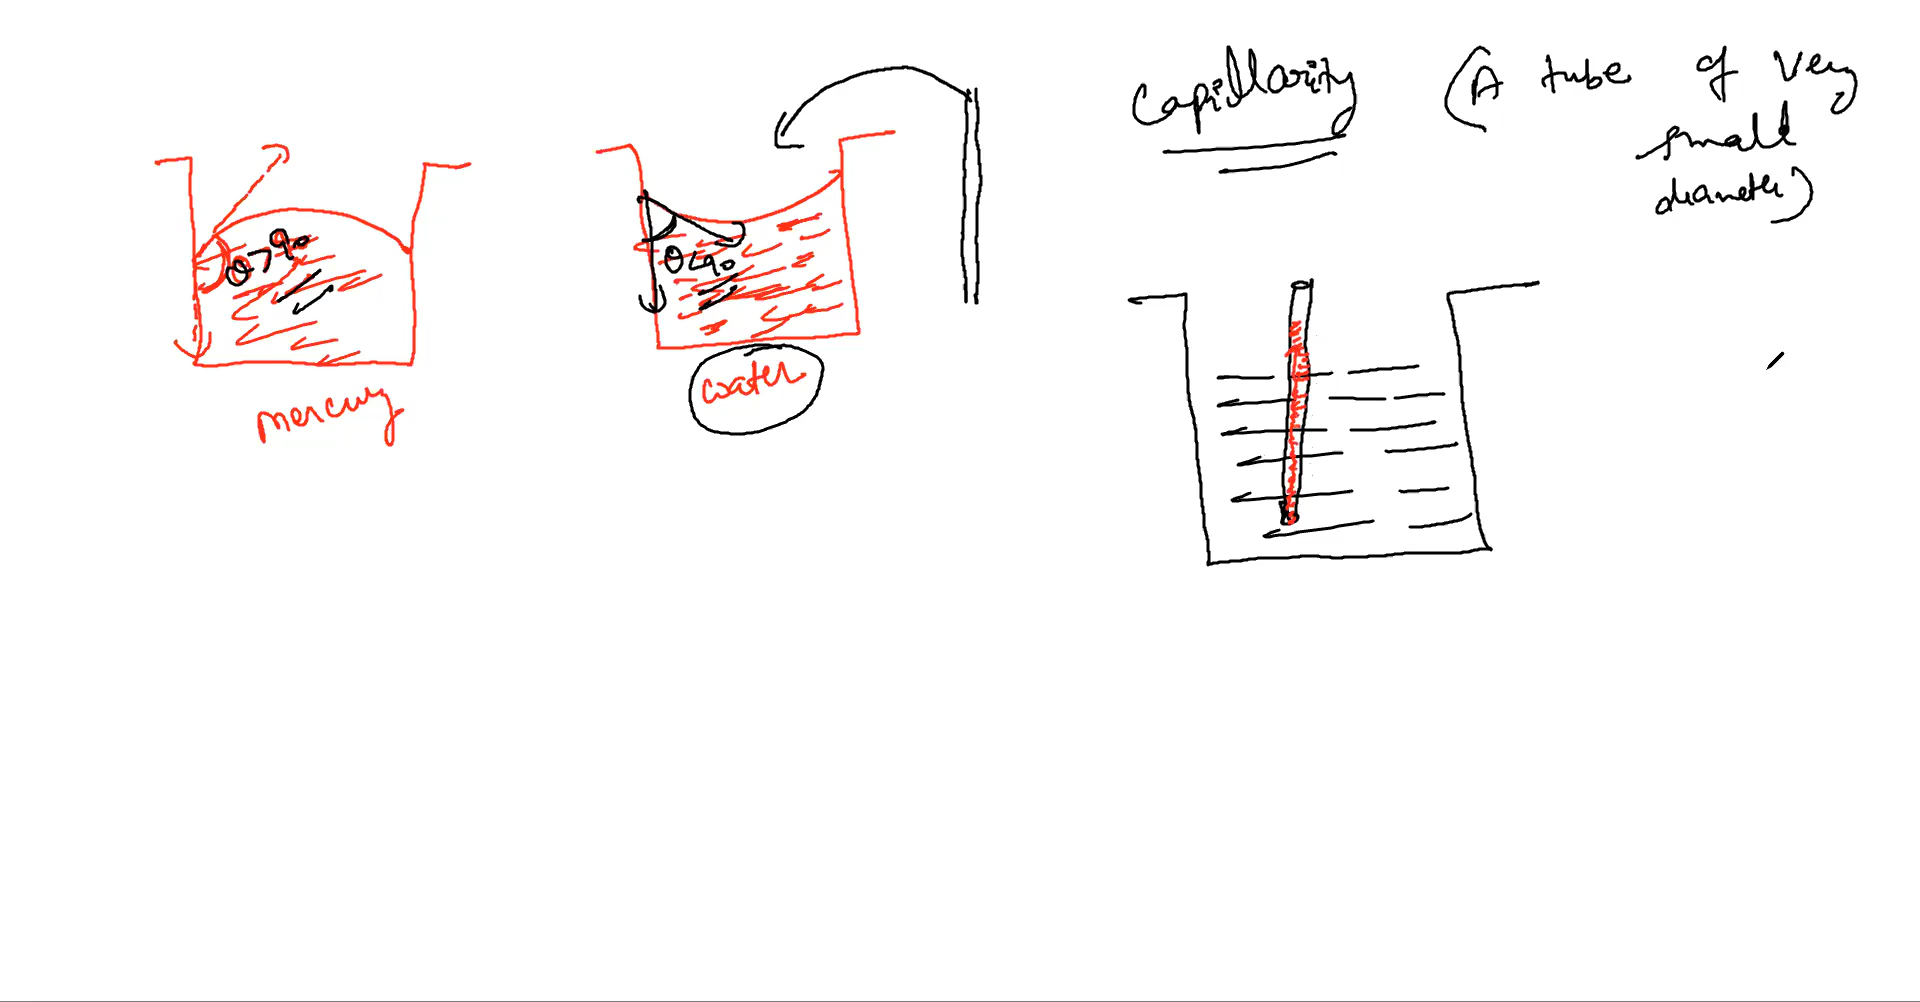 Capillarity (A tube of very
small
diameter)
θ>90
θ<90
water
mercury